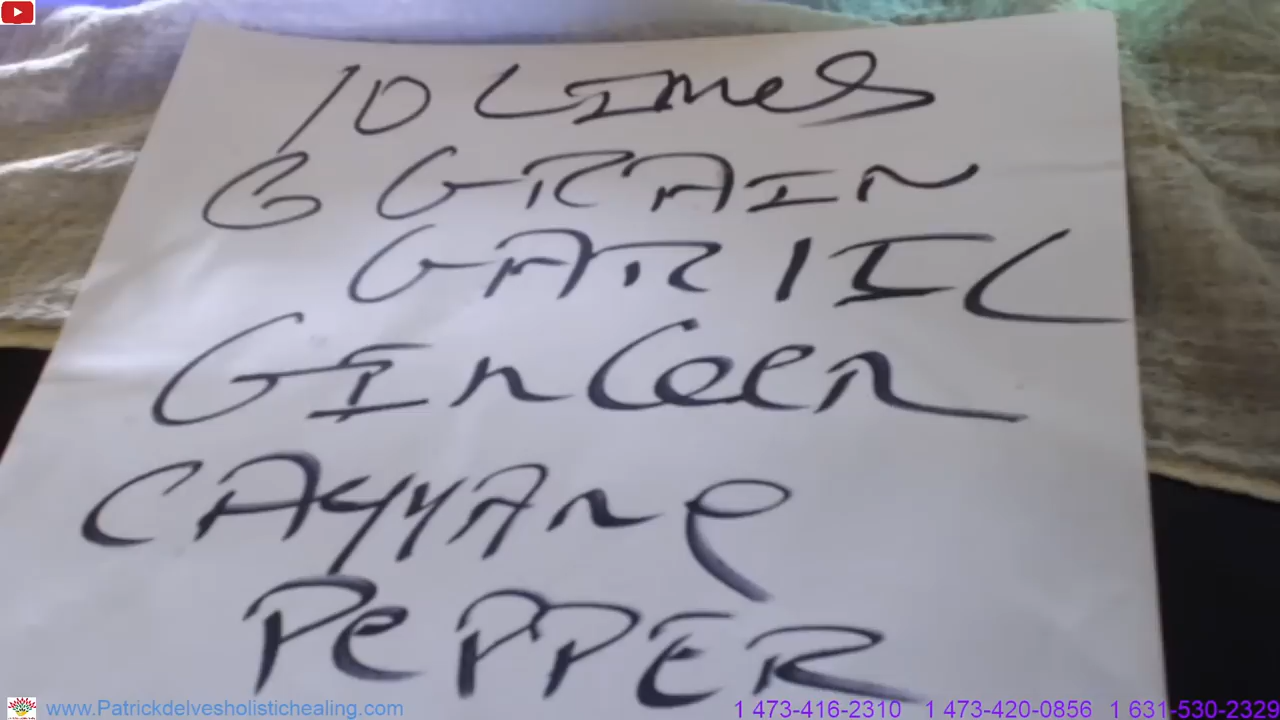 10 LImes
6 GRAIN
GARlIC
GINGeeR
CAyyANe
PePPER
www.Patrickdelvesholistichealing.com 1 473-416-2310 1 473-420-0856 1 631-530-2329